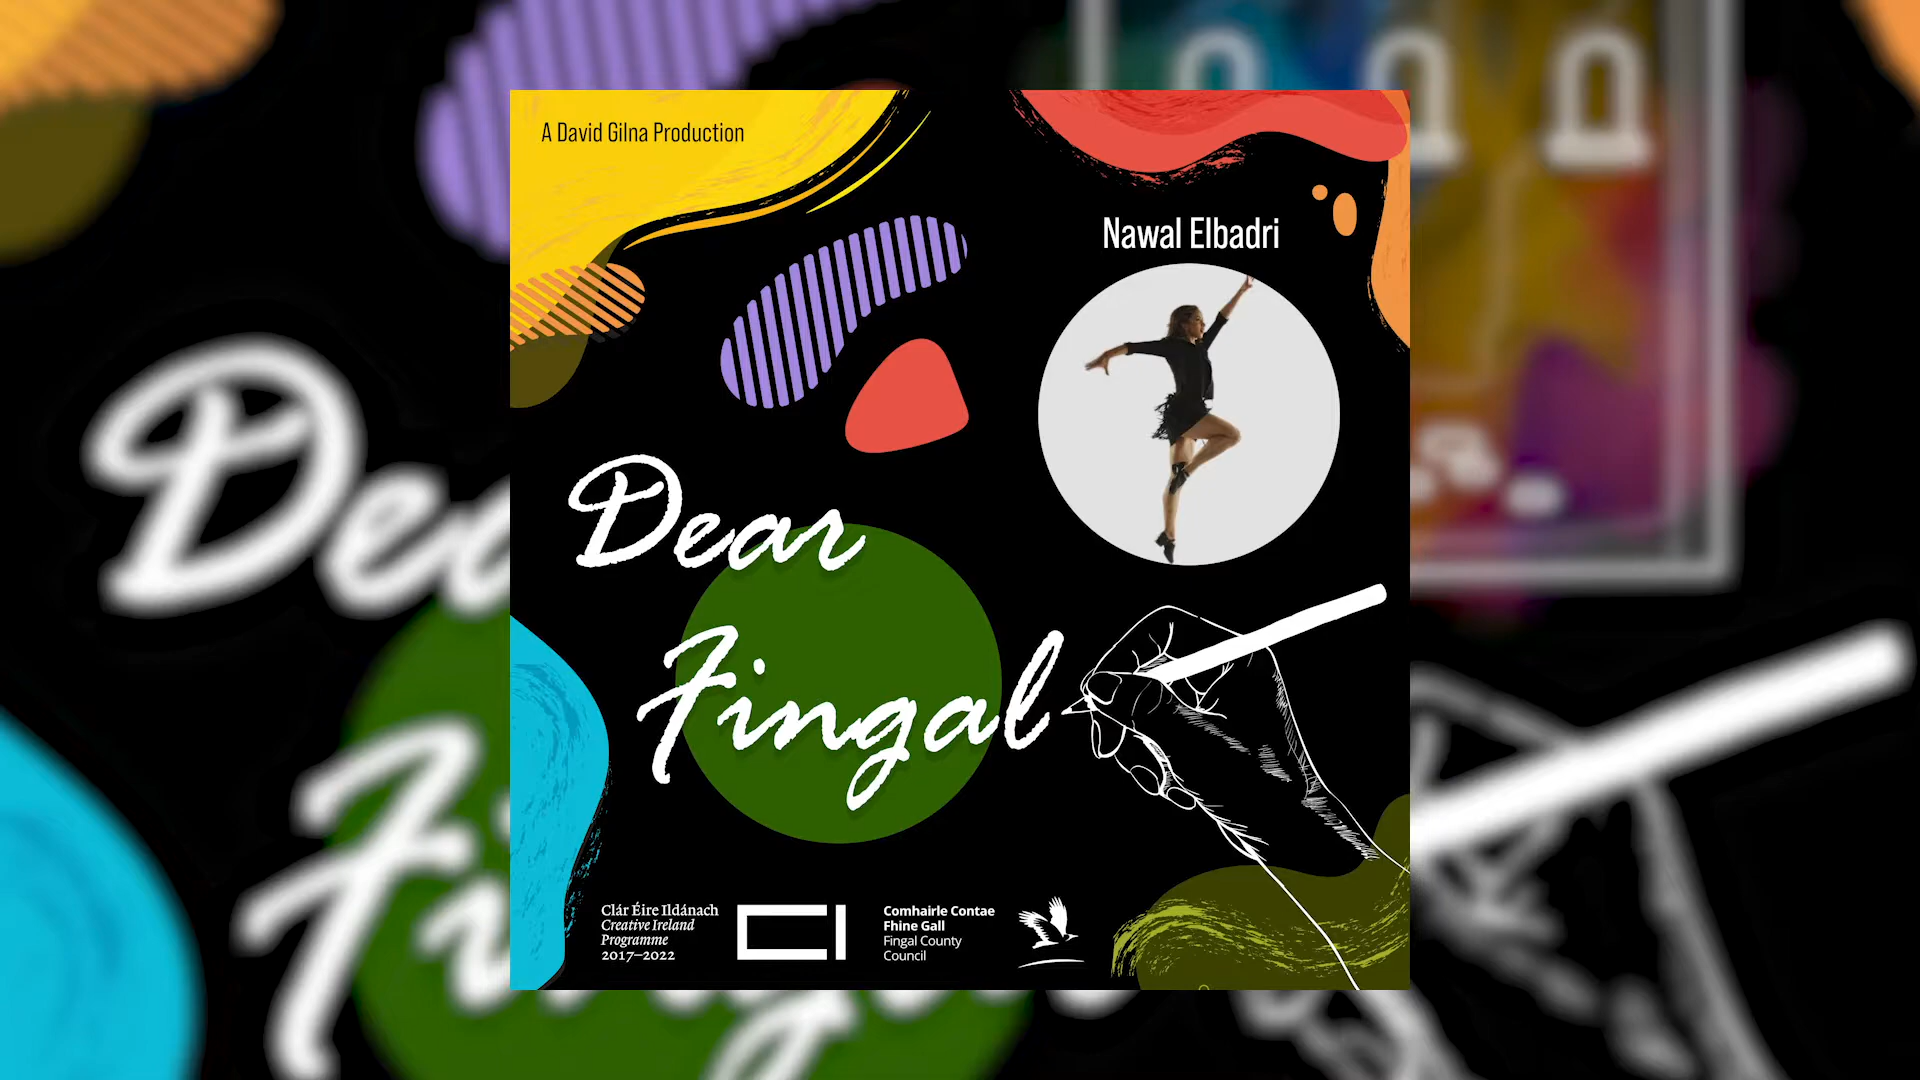 A David Gilna Production
Nawal Elbadri
Dear
Fingal
Clár Éire Ildánach
Creative Ireland
Programme
2017–2022
CI
Comhairle Contae
Fhine Gall
Fingal County
Council